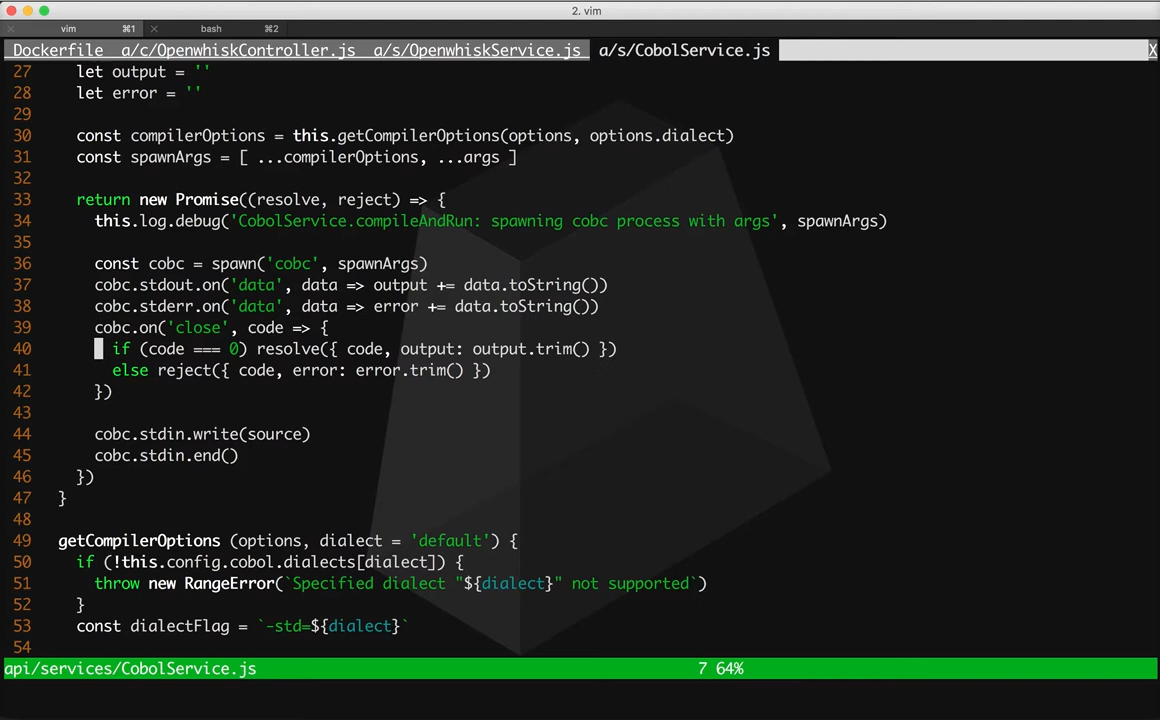 2. vim
vim ⌘1 bash ⌘2
Dockerfile a/c/OpenwhiskController.js a/s/OpenwhiskService.js a/s/CobolService.js X
27 let output = ''
28 let error = ''
29
30 const compilerOptions = this.getCompilerOptions(options, options.dialect)
31 const spawnArgs = [ ...compilerOptions, ...args ]
32
33 return new Promise((resolve, reject) => {
34 this.log.debug('CobolService.compileAndRun: spawning cobc process with args', spawnArgs)
35
36 const cobc = spawn('cobc', spawnArgs)
37 cobc.stdout.on('data', data => output += data.toString())
38 cobc.stderr.on('data', data => error += data.toString())
39 cobc.on('close', code => {
40 if (code === 0) resolve({ code, output: output.trim() })
41 else reject({ code, error: error.trim() })
42 })
43
44 cobc.stdin.write(source)
45 cobc.stdin.end()
46 })
47 }
48
49 getCompilerOptions (options, dialect = 'default') {
50 if (!this.config.cobol.dialects[dialect]) {
51 throw new RangeError(`Specified dialect "${dialect}" not supported`)
52 }
53 const dialectFlag = `-std=${dialect}`
54
api/services/CobolService.js 7 64%